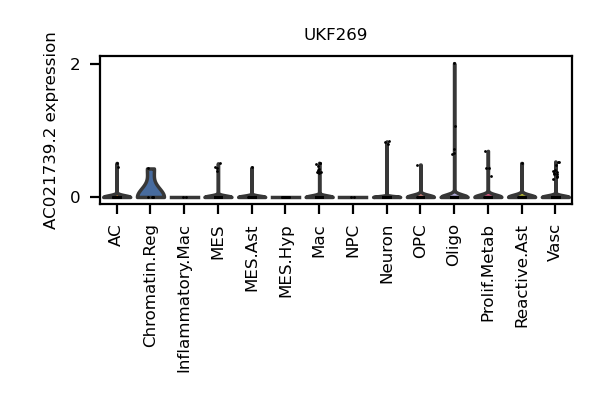 UKF269
AC021739.2 expression
2
0
AC
Chromatin.Reg
Inflammatory.Mac
MES
MES.Ast
MES.Hyp
Mac
NPC
Neuron
OPC
Oligo
Prolif.Metab
Reactive.Ast
Vasc